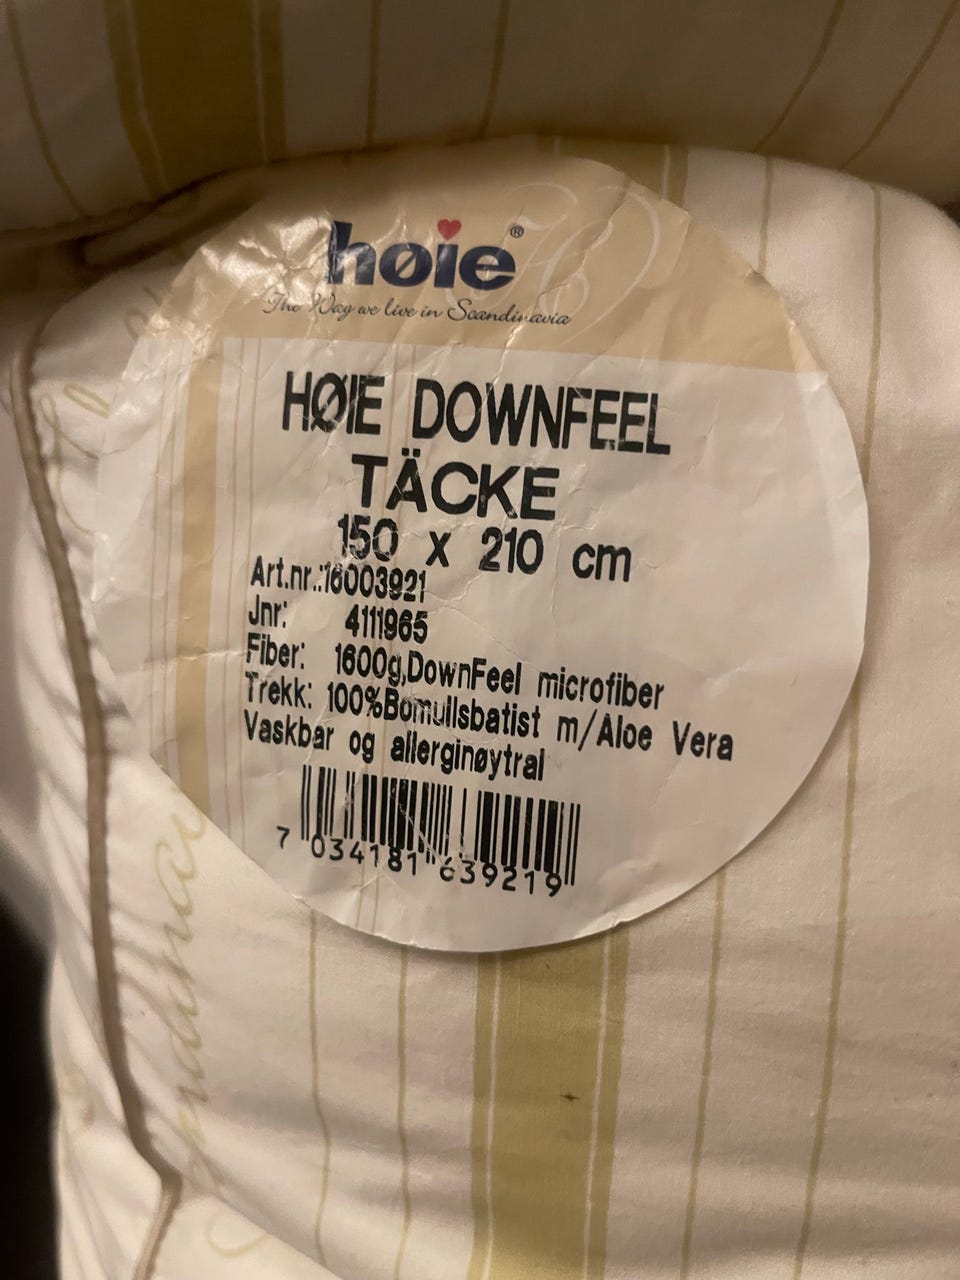 høie®
The Way we live in Scandinavia
HØIE DOWNFEEL
TÄCKE
150 x 210 cm
Art.nr.:16003921
Jnr: 4111965
Fiber: 1600g,DownFeel microfiber
Trekk: 100%Bomullsbatist m/Aloe Vera
Vaskbar og allerginøytral
7 034181 639219